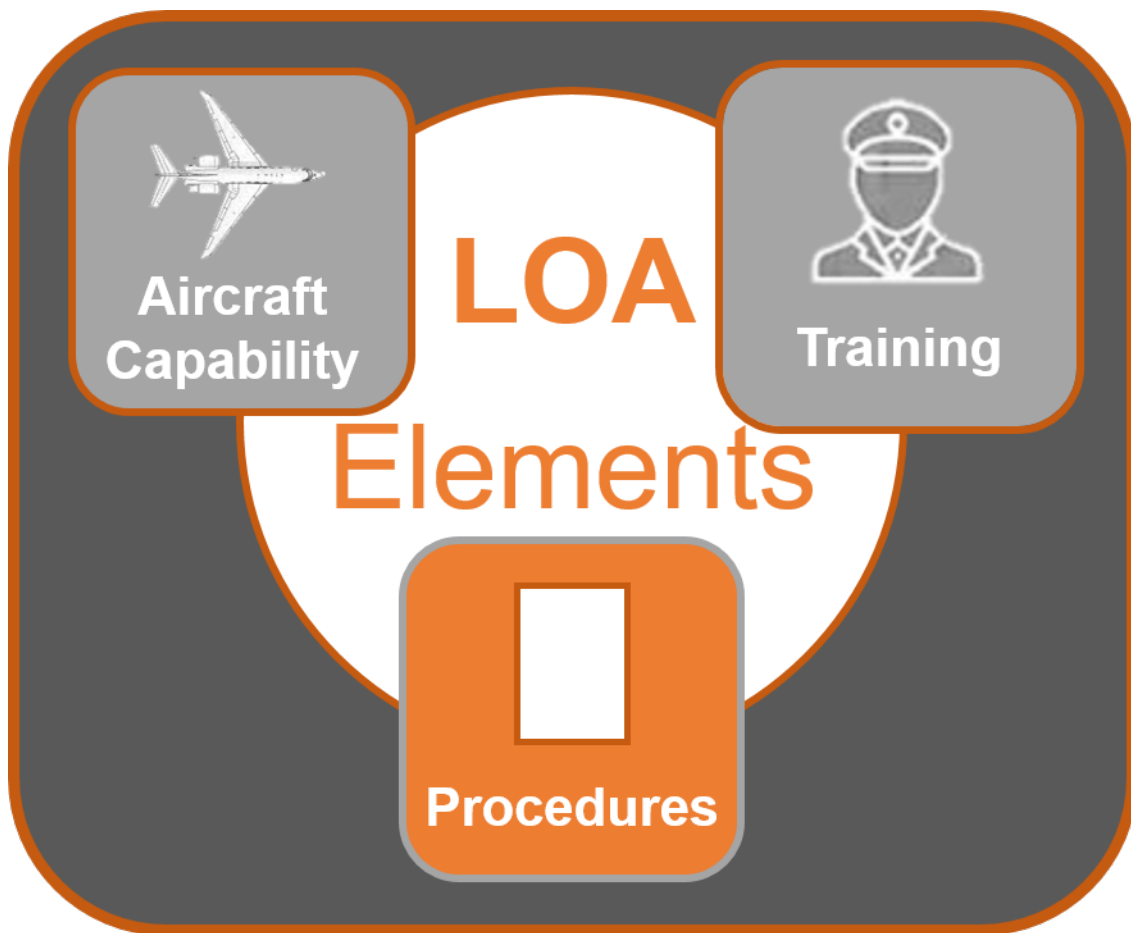 Aircraft
Capability
LOA
Elements
Training
Procedures